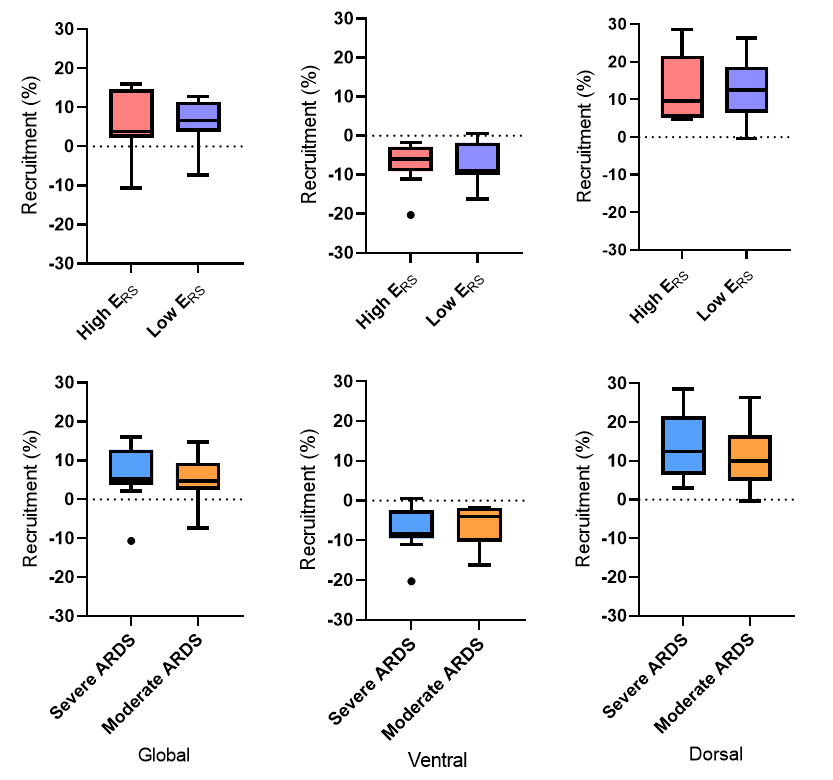 Recruitment (%)
30
20
10
0
-10
-20
-30
High ERS
Low ERS
Recruitment (%)
30
20
10
0
-10
-20
-30
High ERS
Low ERS
Recruitment (%)
30
20
10
0
-10
-20
-30
High ERS
Low ERS
Recruitment (%)
30
20
10
0
-10
-20
-30
Severe ARDS
Moderate ARDS
Recruitment (%)
30
20
10
0
-10
-20
-30
Severe ARDS
Moderate ARDS
Recruitment (%)
30
20
10
0
-10
-20
-30
Severe ARDS
Moderate ARDS
Global
Ventral
Dorsal